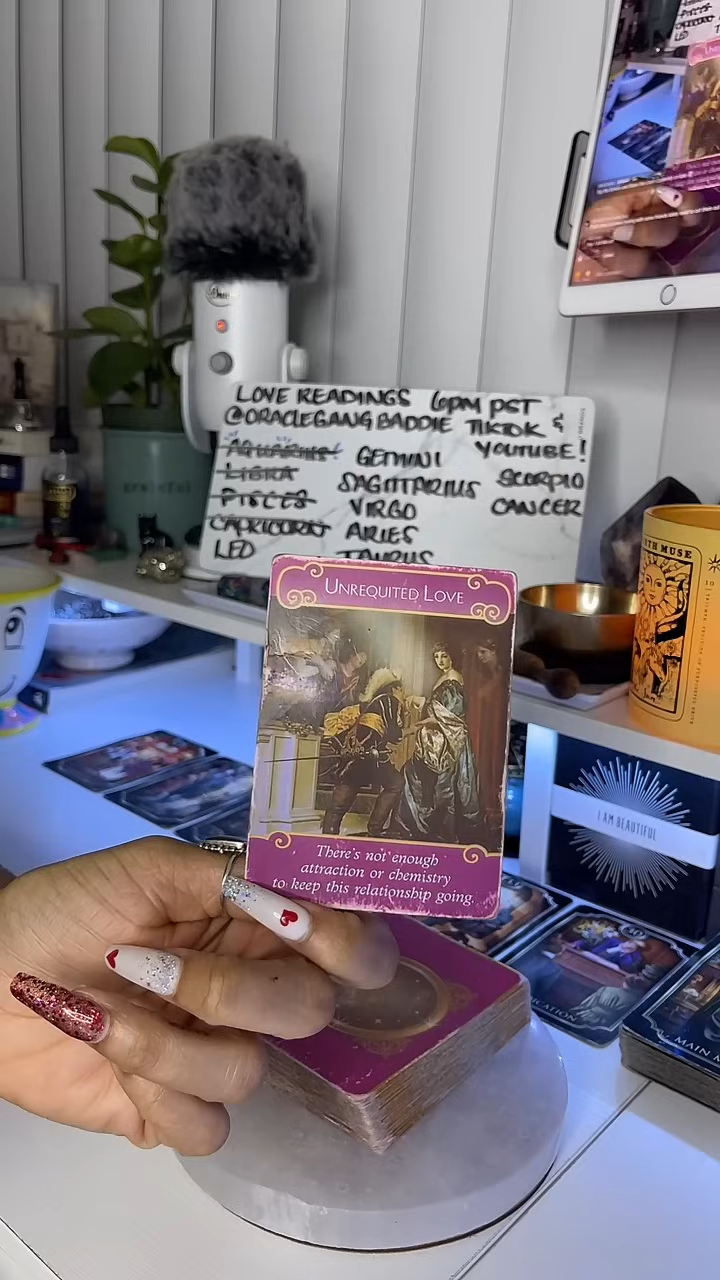 LOVE READINGS 6PM PST
@ORACLEGANGBADDIE TIKTOK &
YOUTUBE!
AQUARIUS GEMINI SCORPIO
LIBRA SAGITTARIUS CANCER
PISCES VIRGO
CAPRICORN ARIES
LEO TAURUS
UNREQUITED LOVE
There's not enough
attraction or chemistry
to keep this relationship going.
I AM BEAUTIFUL